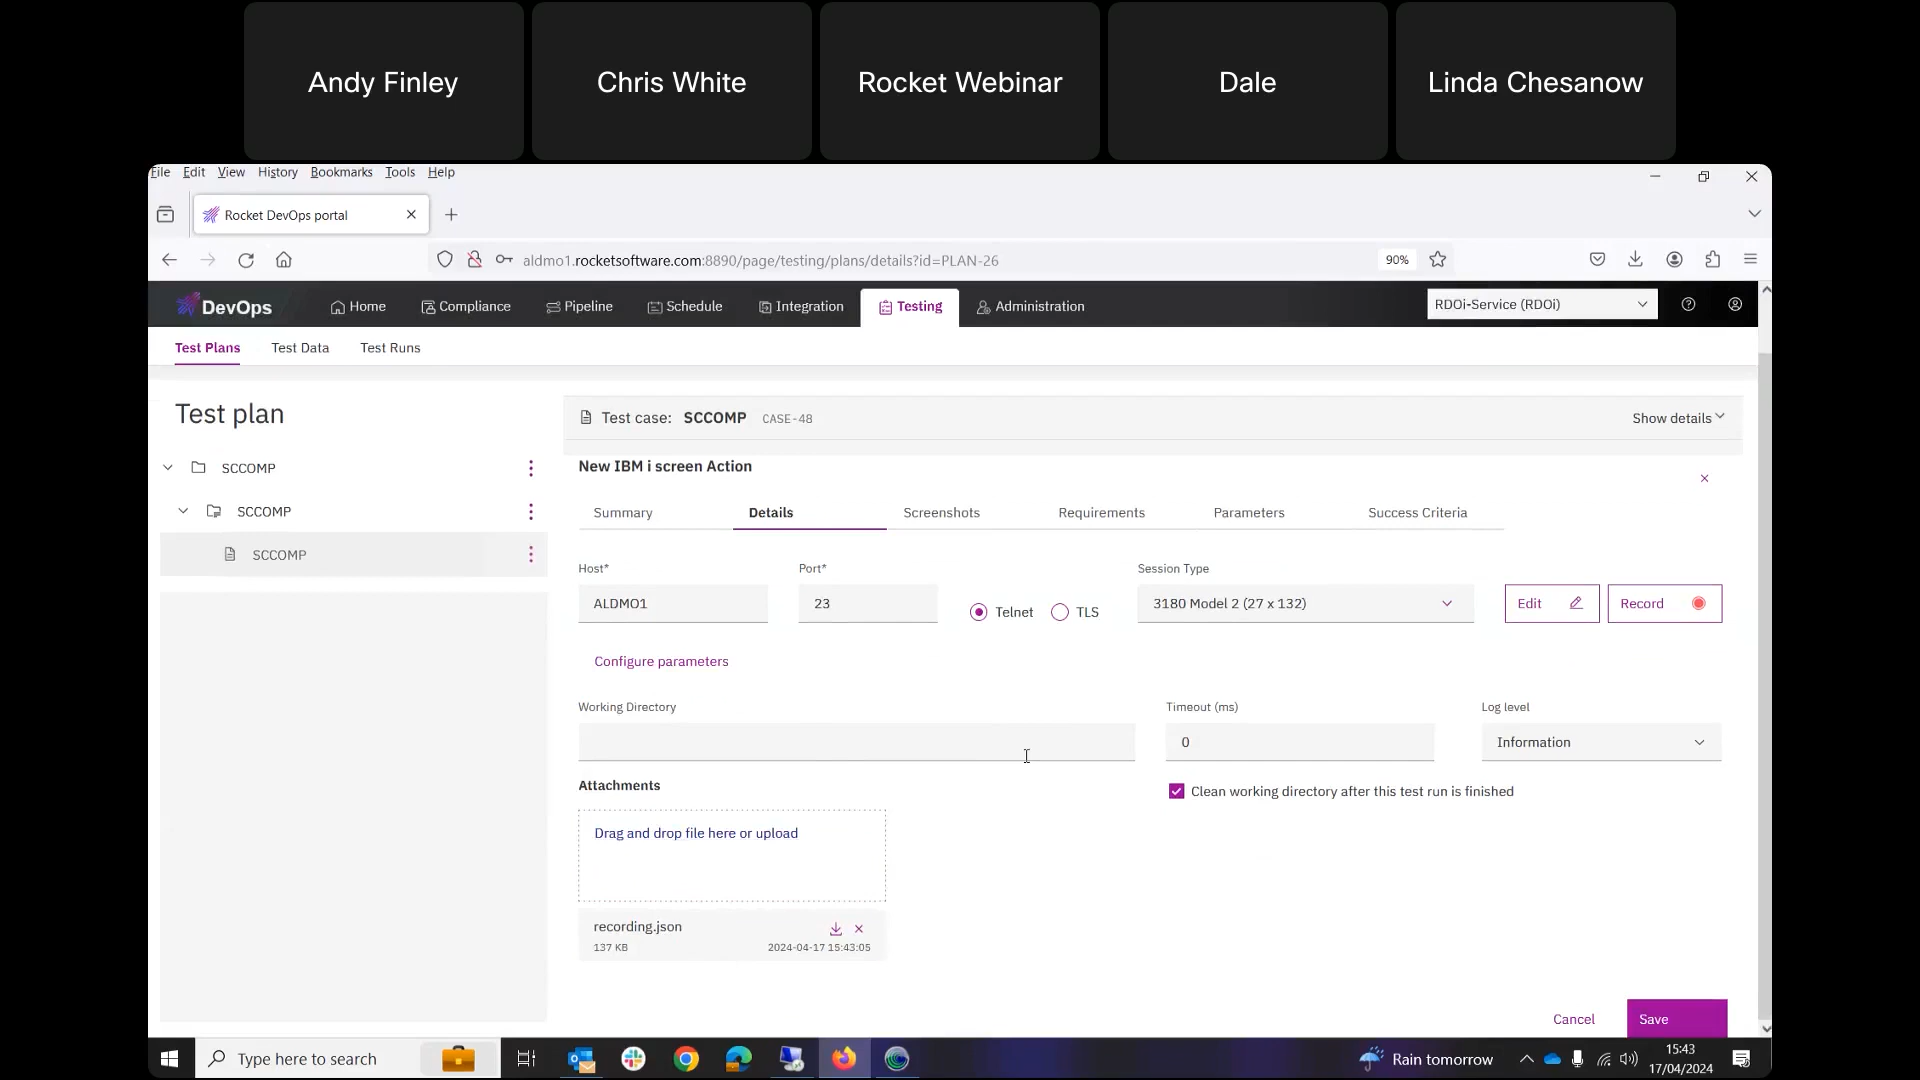 Andy Finley
Chris White
Rocket Webinar
Dale
Linda Chesanow
File Edit View History Bookmarks Tools Help
Rocket DevOps portal
aldmo1.rocketsoftware.com:8890/page/testing/plans/details?id=PLAN-26
90%
DevOps
Home
Compliance
Pipeline
Schedule
Integration
Testing
Administration
RDOi-Service (RDOi)
Test Plans
Test Data
Test Runs
Test plan
SCCOMP
SCCOMP
SCCOMP
Test case: SCCOMP CASE-48
Show details
New IBM i screen Action
Summary
Details
Screenshots
Requirements
Parameters
Success Criteria
Host*
Port*
Session Type
ALDMO1
23
Telnet
TLS
3180 Model 2 (27 x 132)
Edit
Record
Configure parameters
Working Directory
Timeout (ms)
Log level
0
Information
Attachments
Clean working directory after this test run is finished
Drag and drop file here or upload
recording.json
137 KB
2024-04-17 15:43:05
Cancel
Save
Type here to search
Rain tomorrow
15:43
17/04/2024